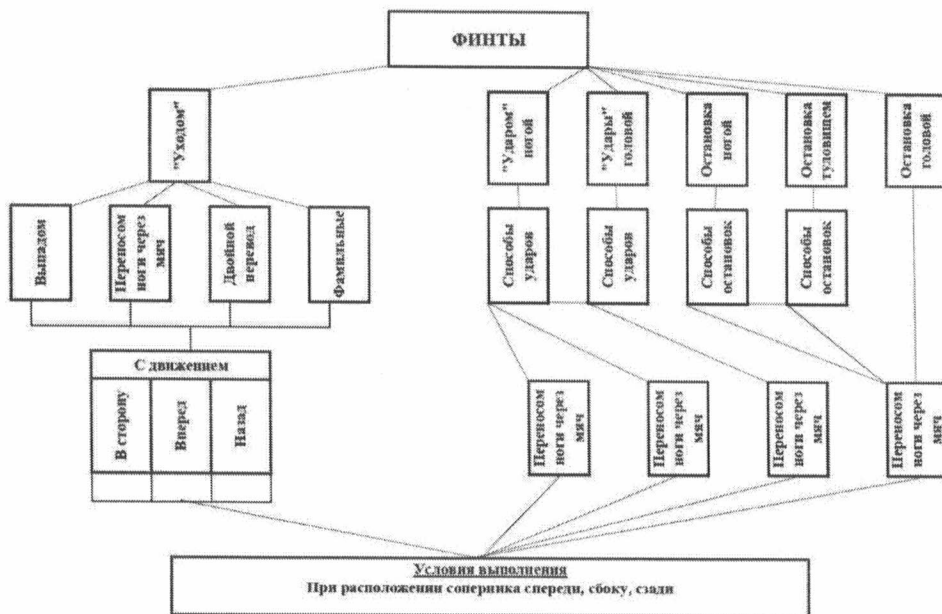 ФИНТЫ
"Уходом"
"Ударом"
ногой
"Удары"
головой
Остановка
ногой
Остановка
туловищем
Остановка
головой
Выпадом
Переносом
ноги через
мяч
Двойной
перевод
Фамильные
Способы
ударов
Способы
ударов
Способы
остановок
Способы
остановок
С движением
В сторону
Вперед
Назад
Переносом
ноги через
мяч
Переносом
ноги через
мяч
Переносом
ноги через
мяч
Переносом
ноги через
мяч
Условия выполнения
При расположении соперника спереди, сбоку, сзади